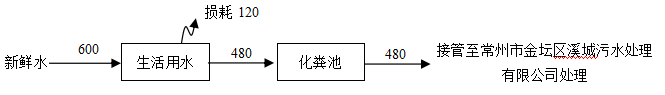 损耗 120
新鲜水
600
生活用水
480
化粪池
480
接管至常州市金坛区溪城污水处理
有限公司处理